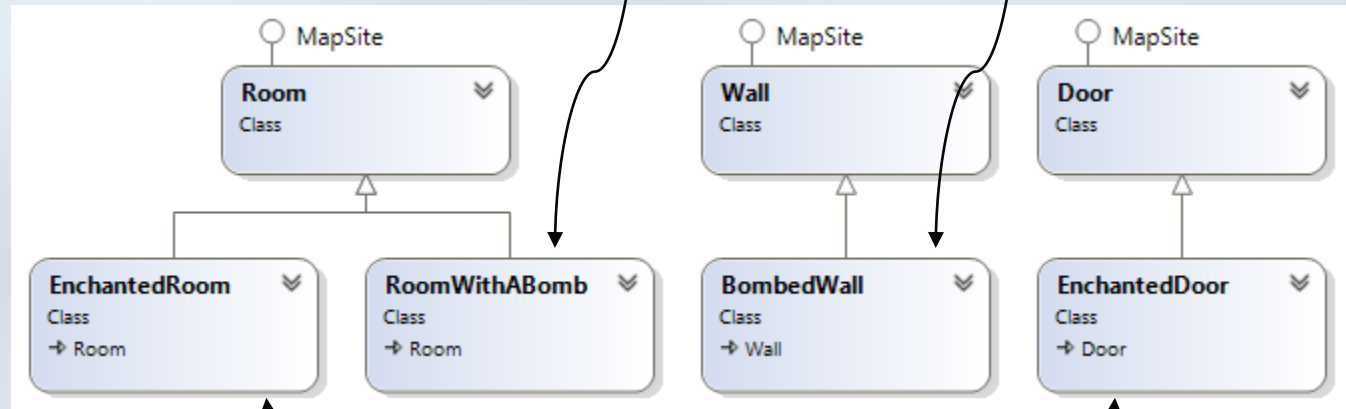 MapSite
MapSite
MapSite
Room
Class
Wall
Class
Door
Class
EnchantedRoom
Class
Room
RoomWithABomb
Class
Room
BombedWall
Class
Wall
EnchantedDoor
Class
Door